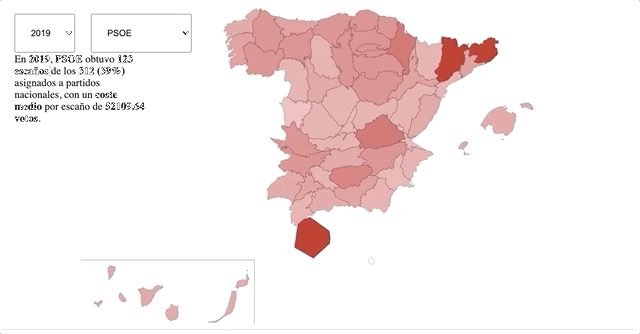 2019
PSOE
En 2019, PSOE obtuvo 123
escaños de los 312 (39%)
asignados a partidos
nacionales, con un coste
medio por escaño de 52109.54
votos.